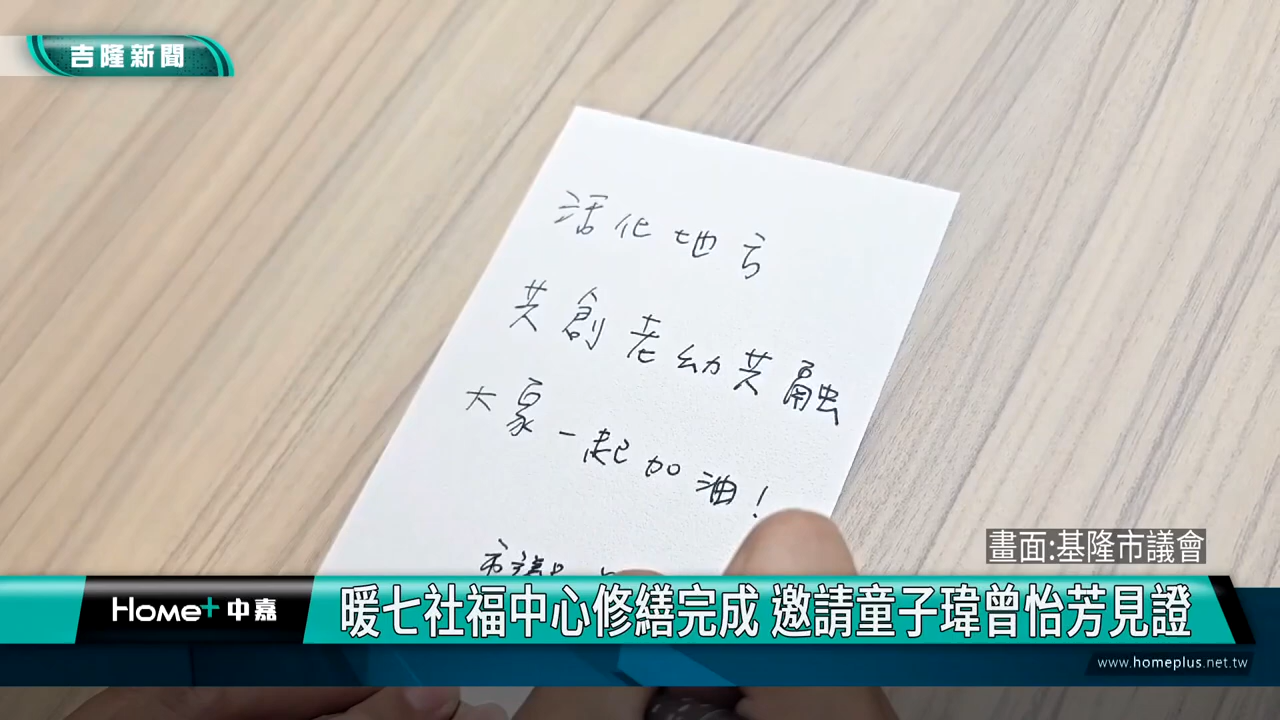 吉隆新聞
活化地方
共創老幼共融
大家一起加油!
市議
畫面:基隆市議會
Home+中嘉
暖七社福中心修繕完成 邀請童子瑋曾怡芳見證
www.homeplus.net.tw